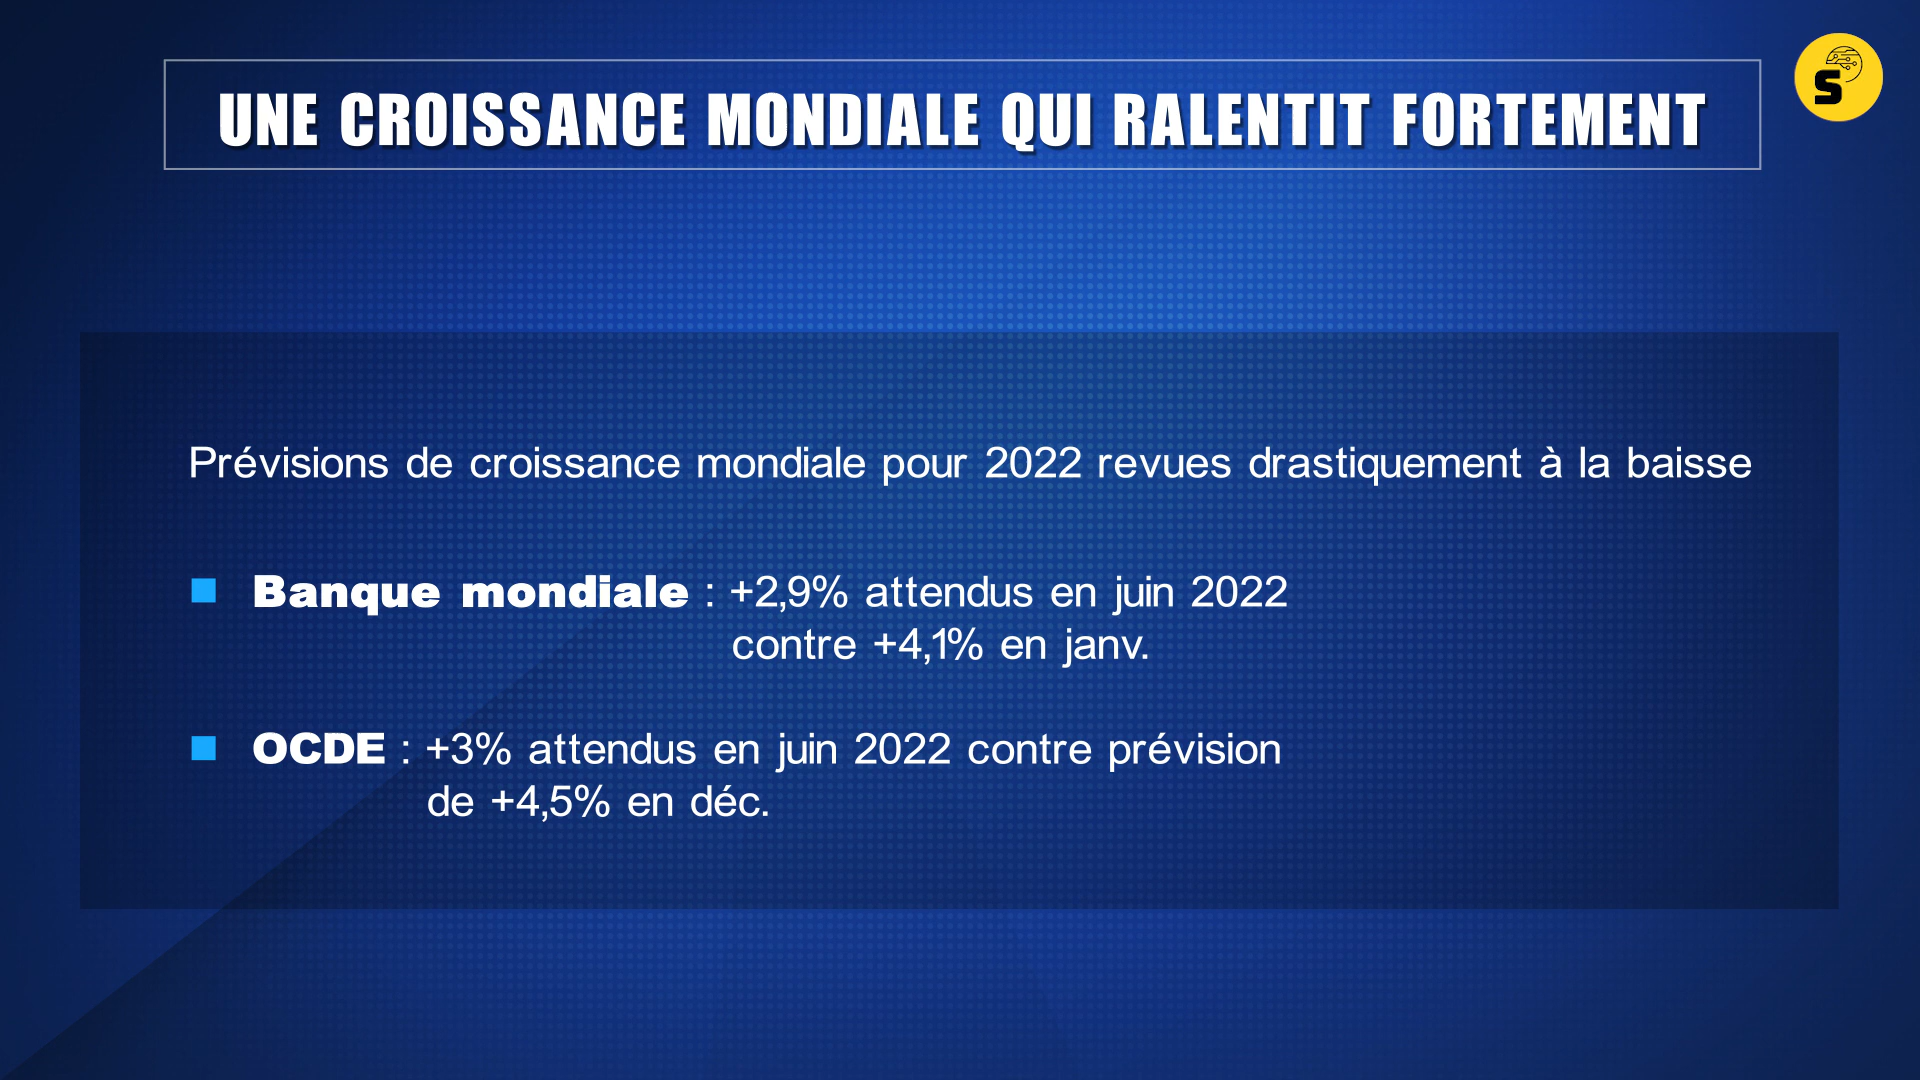 UNE CROISSANCE MONDIALE QUI RALENTIT FORTEMENT
S
Prévisions de croissance mondiale pour 2022 revues drastiquement à la baisse
Banque mondiale : +2,9% attendus en juin 2022
contre +4,1% en janv.
OCDE : +3% attendus en juin 2022 contre prévision
de +4,5% en déc.